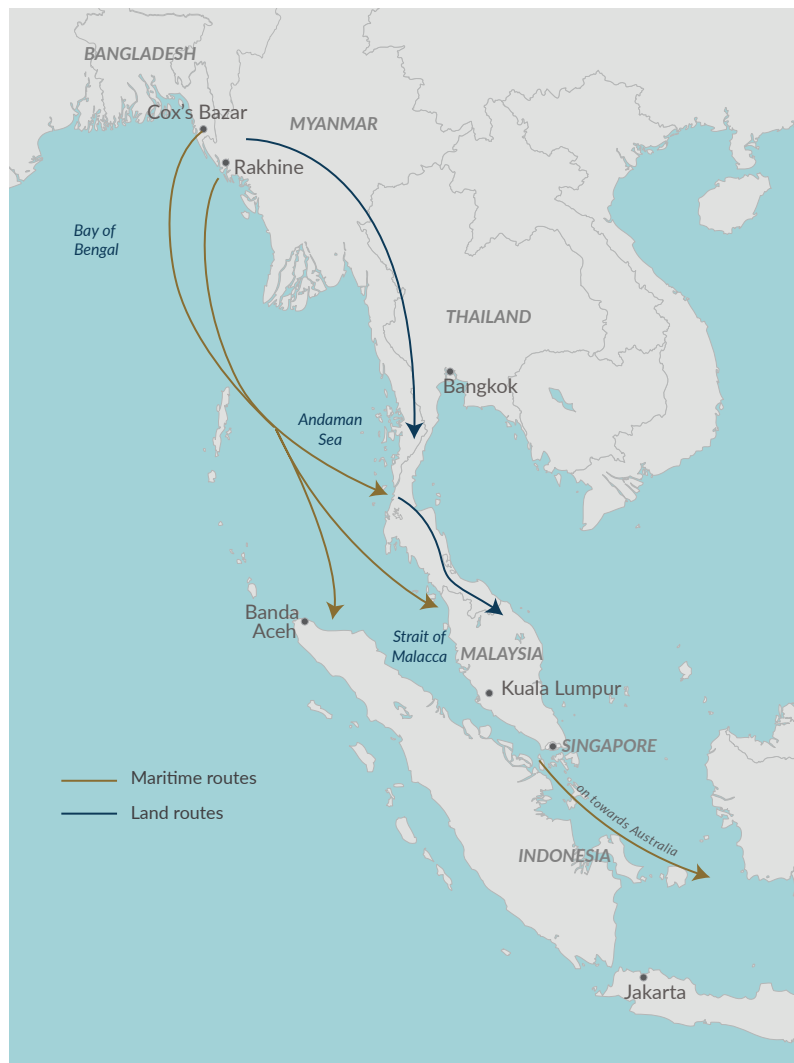 BANGLADESH
Cox's Bazar
MYANMAR
Rakhine
Bay of
Bengal
THAILAND
Bangkok
Andaman
Sea
Banda
Aceh
Strait of
Malacca
MALAYSIA
Kuala Lumpur
SINGAPORE
Maritime routes
on towards Australia
Land routes
INDONESIA
Jakarta